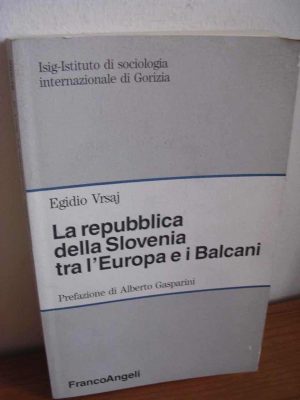 Isig-Istituto di sociologia
internazionale di Gorizia
Egidio Vrsaj
La repubblica
della Slovenia
tra l'Europa e i Balcani
Prefazione di Alberto Gasparini
FrancoAngeli